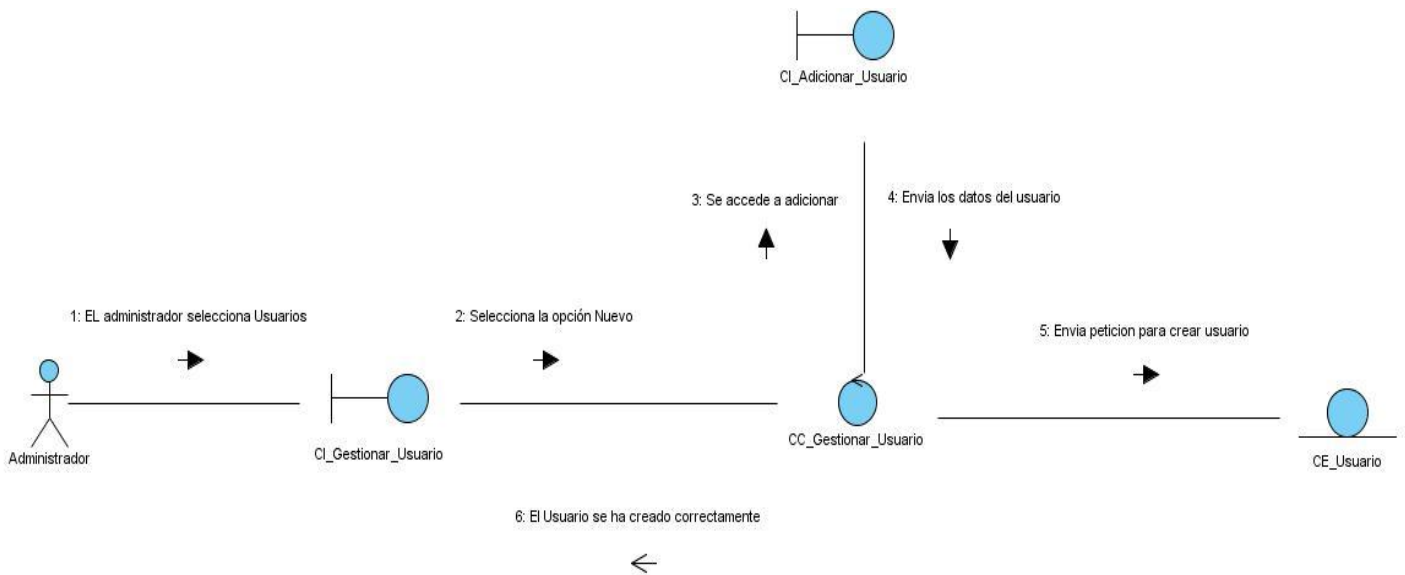 CI_Adicionar_Usuario
3: Se accede a adicionar
4: Envia los datos del usuario
1: EL administrador selecciona Usuarios
2: Selecciona la opción Nuevo
5: Envia peticion para crear usuario
Administrador
CI_Gestionar_Usuario
CC_Gestionar_Usuario
CE_Usuario
6: El Usuario se ha creado correctamente